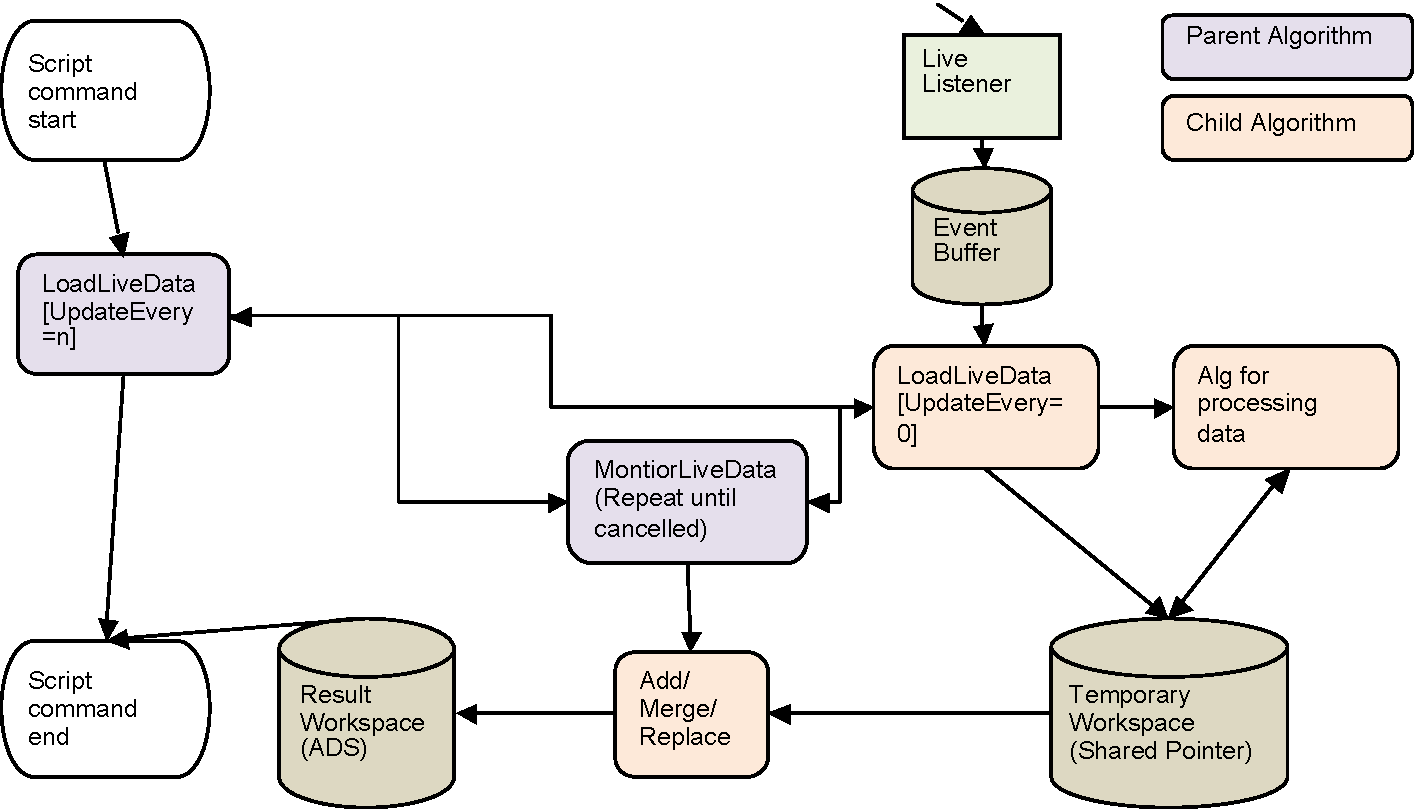 Script
command
start
Live
Listener
Parent Algorithm
Child Algorithm
Event
Buffer
LoadLiveData
[UpdateEvery
=n]
LoadLiveData
[UpdateEvery=
0]
Alg for
processing
data
MontiorLiveData
(Repeat until
cancelled)
Script
command
end
Result
Workspace
(ADS)
Add/
Merge/
Replace
Temporary
Workspace
(Shared Pointer)